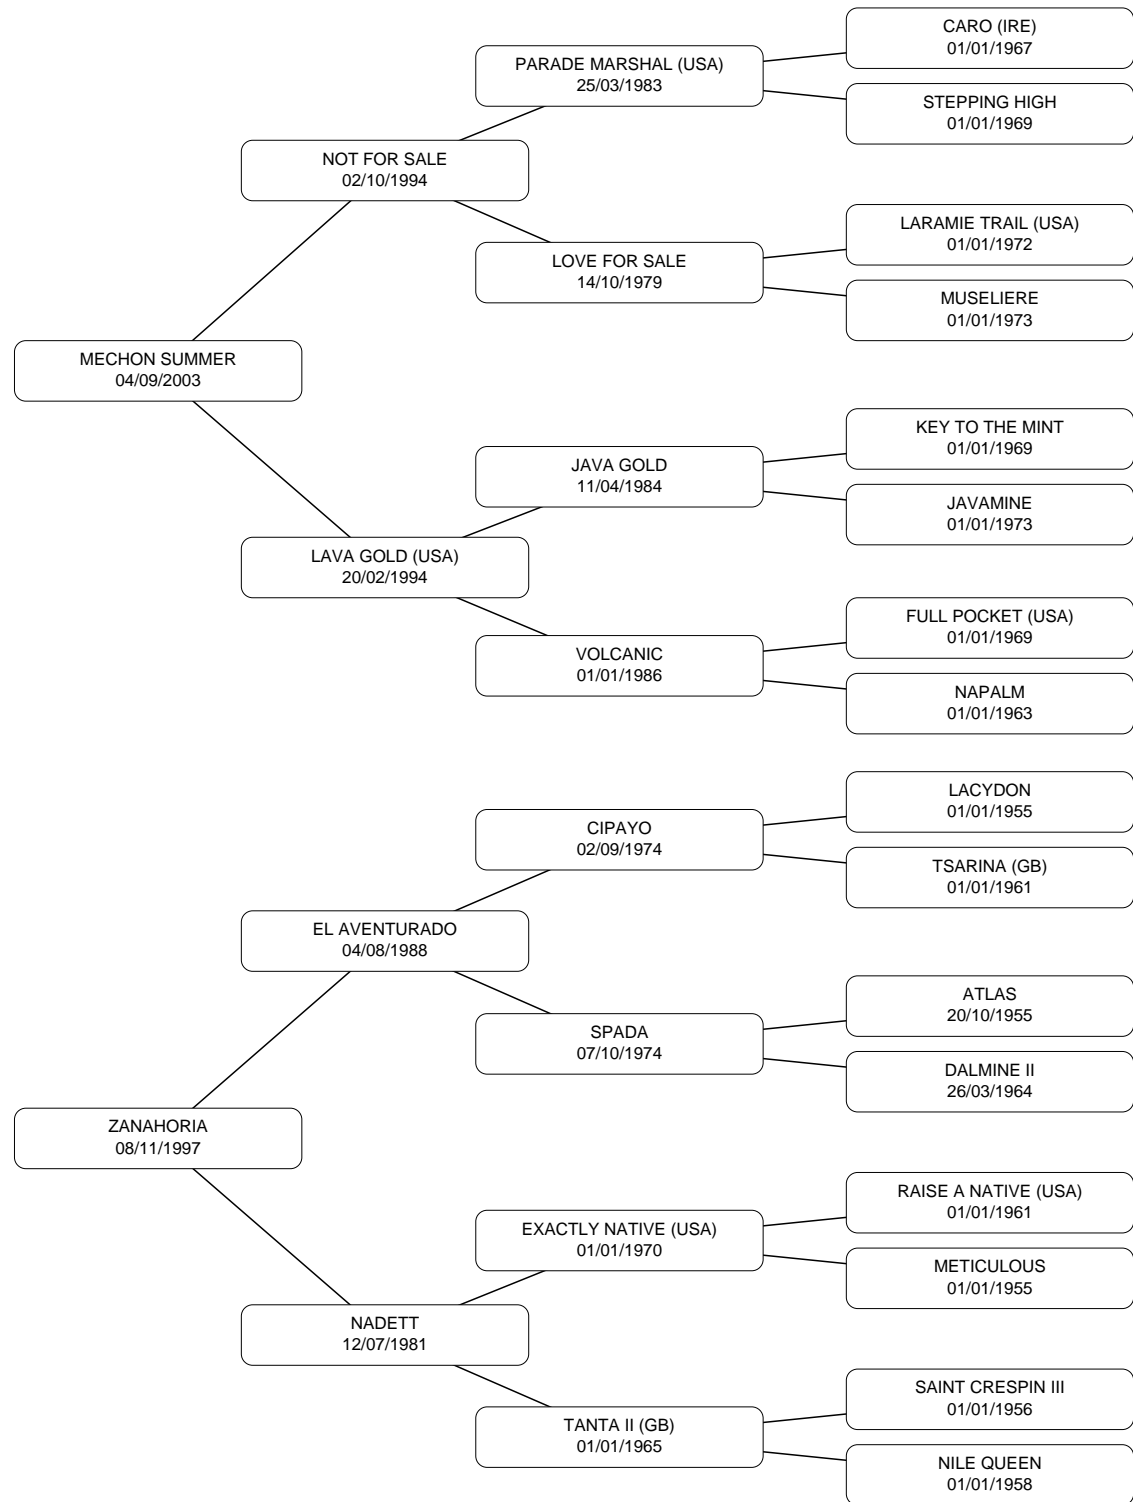 CARO (IRE)
01/01/1967
PARADE MARSHAL (USA)
25/03/1983
STEPPING HIGH
01/01/1969
NOT FOR SALE
02/10/1994
LARAMIE TRAIL (USA)
01/01/1972
LOVE FOR SALE
14/10/1979
MUSELIERE
01/01/1973
MECHON SUMMER
04/09/2003
KEY TO THE MINT
01/01/1969
JAVA GOLD
11/04/1984
JAVAMINE
01/01/1973
LAVA GOLD (USA)
20/02/1994
FULL POCKET (USA)
01/01/1969
VOLCANIC
01/01/1986
NAPALM
01/01/1963
LACYDON
01/01/1955
CIPAYO
02/09/1974
TSARINA (GB)
01/01/1961
EL AVENTURADO
04/08/1988
ATLAS
20/10/1955
SPADA
07/10/1974
DALMINE II
26/03/1964
ZANAHORIA
08/11/1997
RAISE A NATIVE (USA)
01/01/1961
EXACTLY NATIVE (USA)
01/01/1970
METICULOUS
01/01/1955
NADETT
12/07/1981
SAINT CRESPIN III
01/01/1956
TANTA II (GB)
01/01/1965
NILE QUEEN
01/01/1958